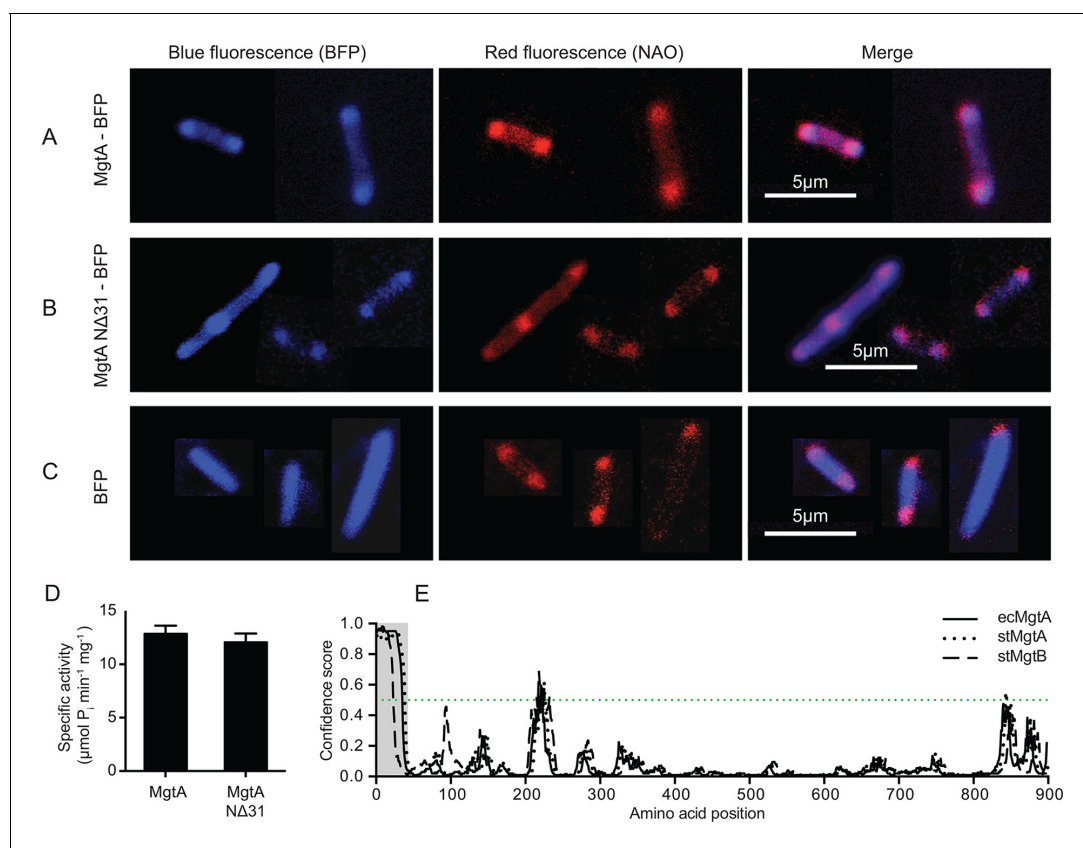 Blue fluorescence (BFP) Red fluorescence (NAO) Merge
A MgtA - BFP
5µm
B MgtA NΔ31 - BFP
5µm
C BFP
5µm
D
Specific activity
(µmol Pi min-1 mg-1)
15
10
5
0
MgtA MgtA
NΔ31
E
Confidence score
1.0
0.8
0.6
0.4
0.2
0.0
ecMgtA
stMgtA
stMgtB
0 100 200 300 400 500 600 700 800 900
Amino acid position